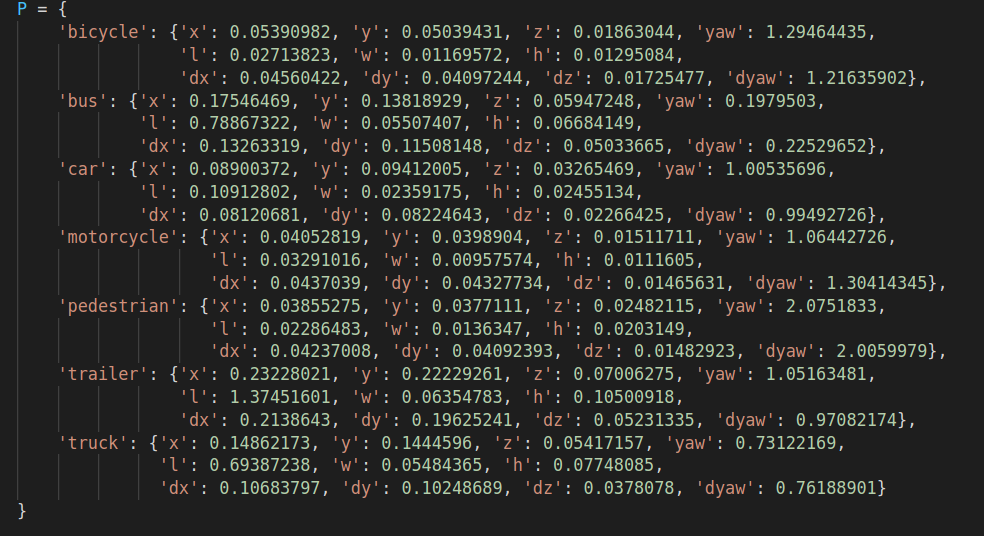 P = {
    'bicycle': {'x': 0.05390982, 'y': 0.05039431, 'z': 0.01863044, 'yaw': 1.29464435,
                'l': 0.02713823, 'w': 0.01169572, 'h': 0.01295084,
                'dx': 0.04560422, 'dy': 0.04097244, 'dz': 0.01725477, 'dyaw': 1.21635902},
    'bus': {'x': 0.17546469, 'y': 0.13818929, 'z': 0.05947248, 'yaw': 0.1979503,
            'l': 0.78867322, 'w': 0.05507407, 'h': 0.06684149,
            'dx': 0.13263319, 'dy': 0.11508148, 'dz': 0.05033665, 'dyaw': 0.22529652},
    'car': {'x': 0.08900372, 'y': 0.09412005, 'z': 0.03265469, 'yaw': 1.00535696,
            'l': 0.10912802, 'w': 0.02359175, 'h': 0.02455134,
            'dx': 0.08120681, 'dy': 0.08224643, 'dz': 0.02266425, 'dyaw': 0.99492726},
    'motorcycle': {'x': 0.04052819, 'y': 0.0398904, 'z': 0.01511711, 'yaw': 1.06442726,
                   'l': 0.03291016, 'w': 0.00957574, 'h': 0.0111605,
                   'dx': 0.0437039, 'dy': 0.04327734, 'dz': 0.01465631, 'dyaw': 1.30414345},
    'pedestrian': {'x': 0.03855275, 'y': 0.0377111, 'z': 0.02482115, 'yaw': 2.0751833,
                   'l': 0.02286483, 'w': 0.0136347, 'h': 0.0203149,
                   'dx': 0.04237008, 'dy': 0.04092393, 'dz': 0.01482923, 'dyaw': 2.0059979},
    'trailer': {'x': 0.23228021, 'y': 0.22229261, 'z': 0.07006275, 'yaw': 1.05163481,
                'l': 1.37451601, 'w': 0.06354783, 'h': 0.10500918,
                'dx': 0.2138643, 'dy': 0.19625241, 'dz': 0.05231335, 'dyaw': 0.97082174},
    'truck': {'x': 0.14862173, 'y': 0.1444596, 'z': 0.05417157, 'yaw': 0.73122169,
              'l': 0.69387238, 'w': 0.05484365, 'h': 0.07748085,
              'dx': 0.10683797, 'dy': 0.10248689, 'dz': 0.0378078, 'dyaw': 0.76188901}
}